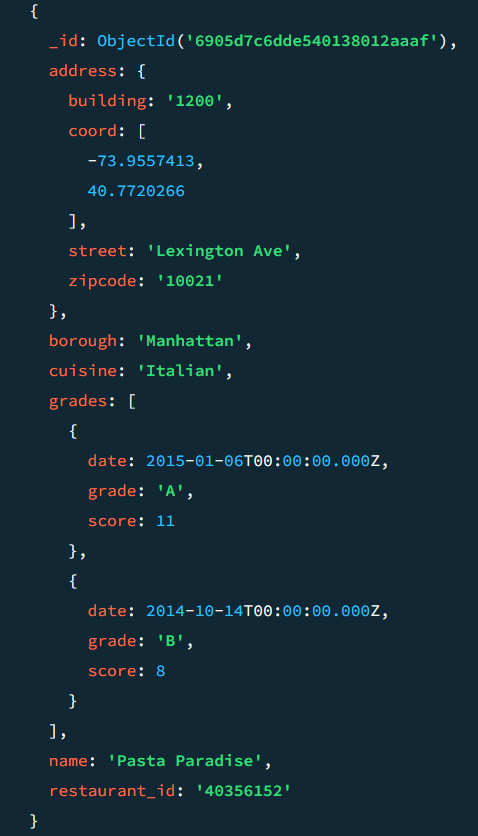 {
  _id: ObjectId('6905d7c6dde540138012aaaf'),
  address: {
    building: '1200',
    coord: [
      -73.9557413,
      40.7720266
    ],
    street: 'Lexington Ave',
    zipcode: '10021'
  },
  borough: 'Manhattan',
  cuisine: 'Italian',
  grades: [
    {
      date: 2015-01-06T00:00:00.000Z,
      grade: 'A',
      score: 11
    },
    {
      date: 2014-10-14T00:00:00.000Z,
      grade: 'B',
      score: 8
    }
  ],
  name: 'Pasta Paradise',
  restaurant_id: '40356152'
}